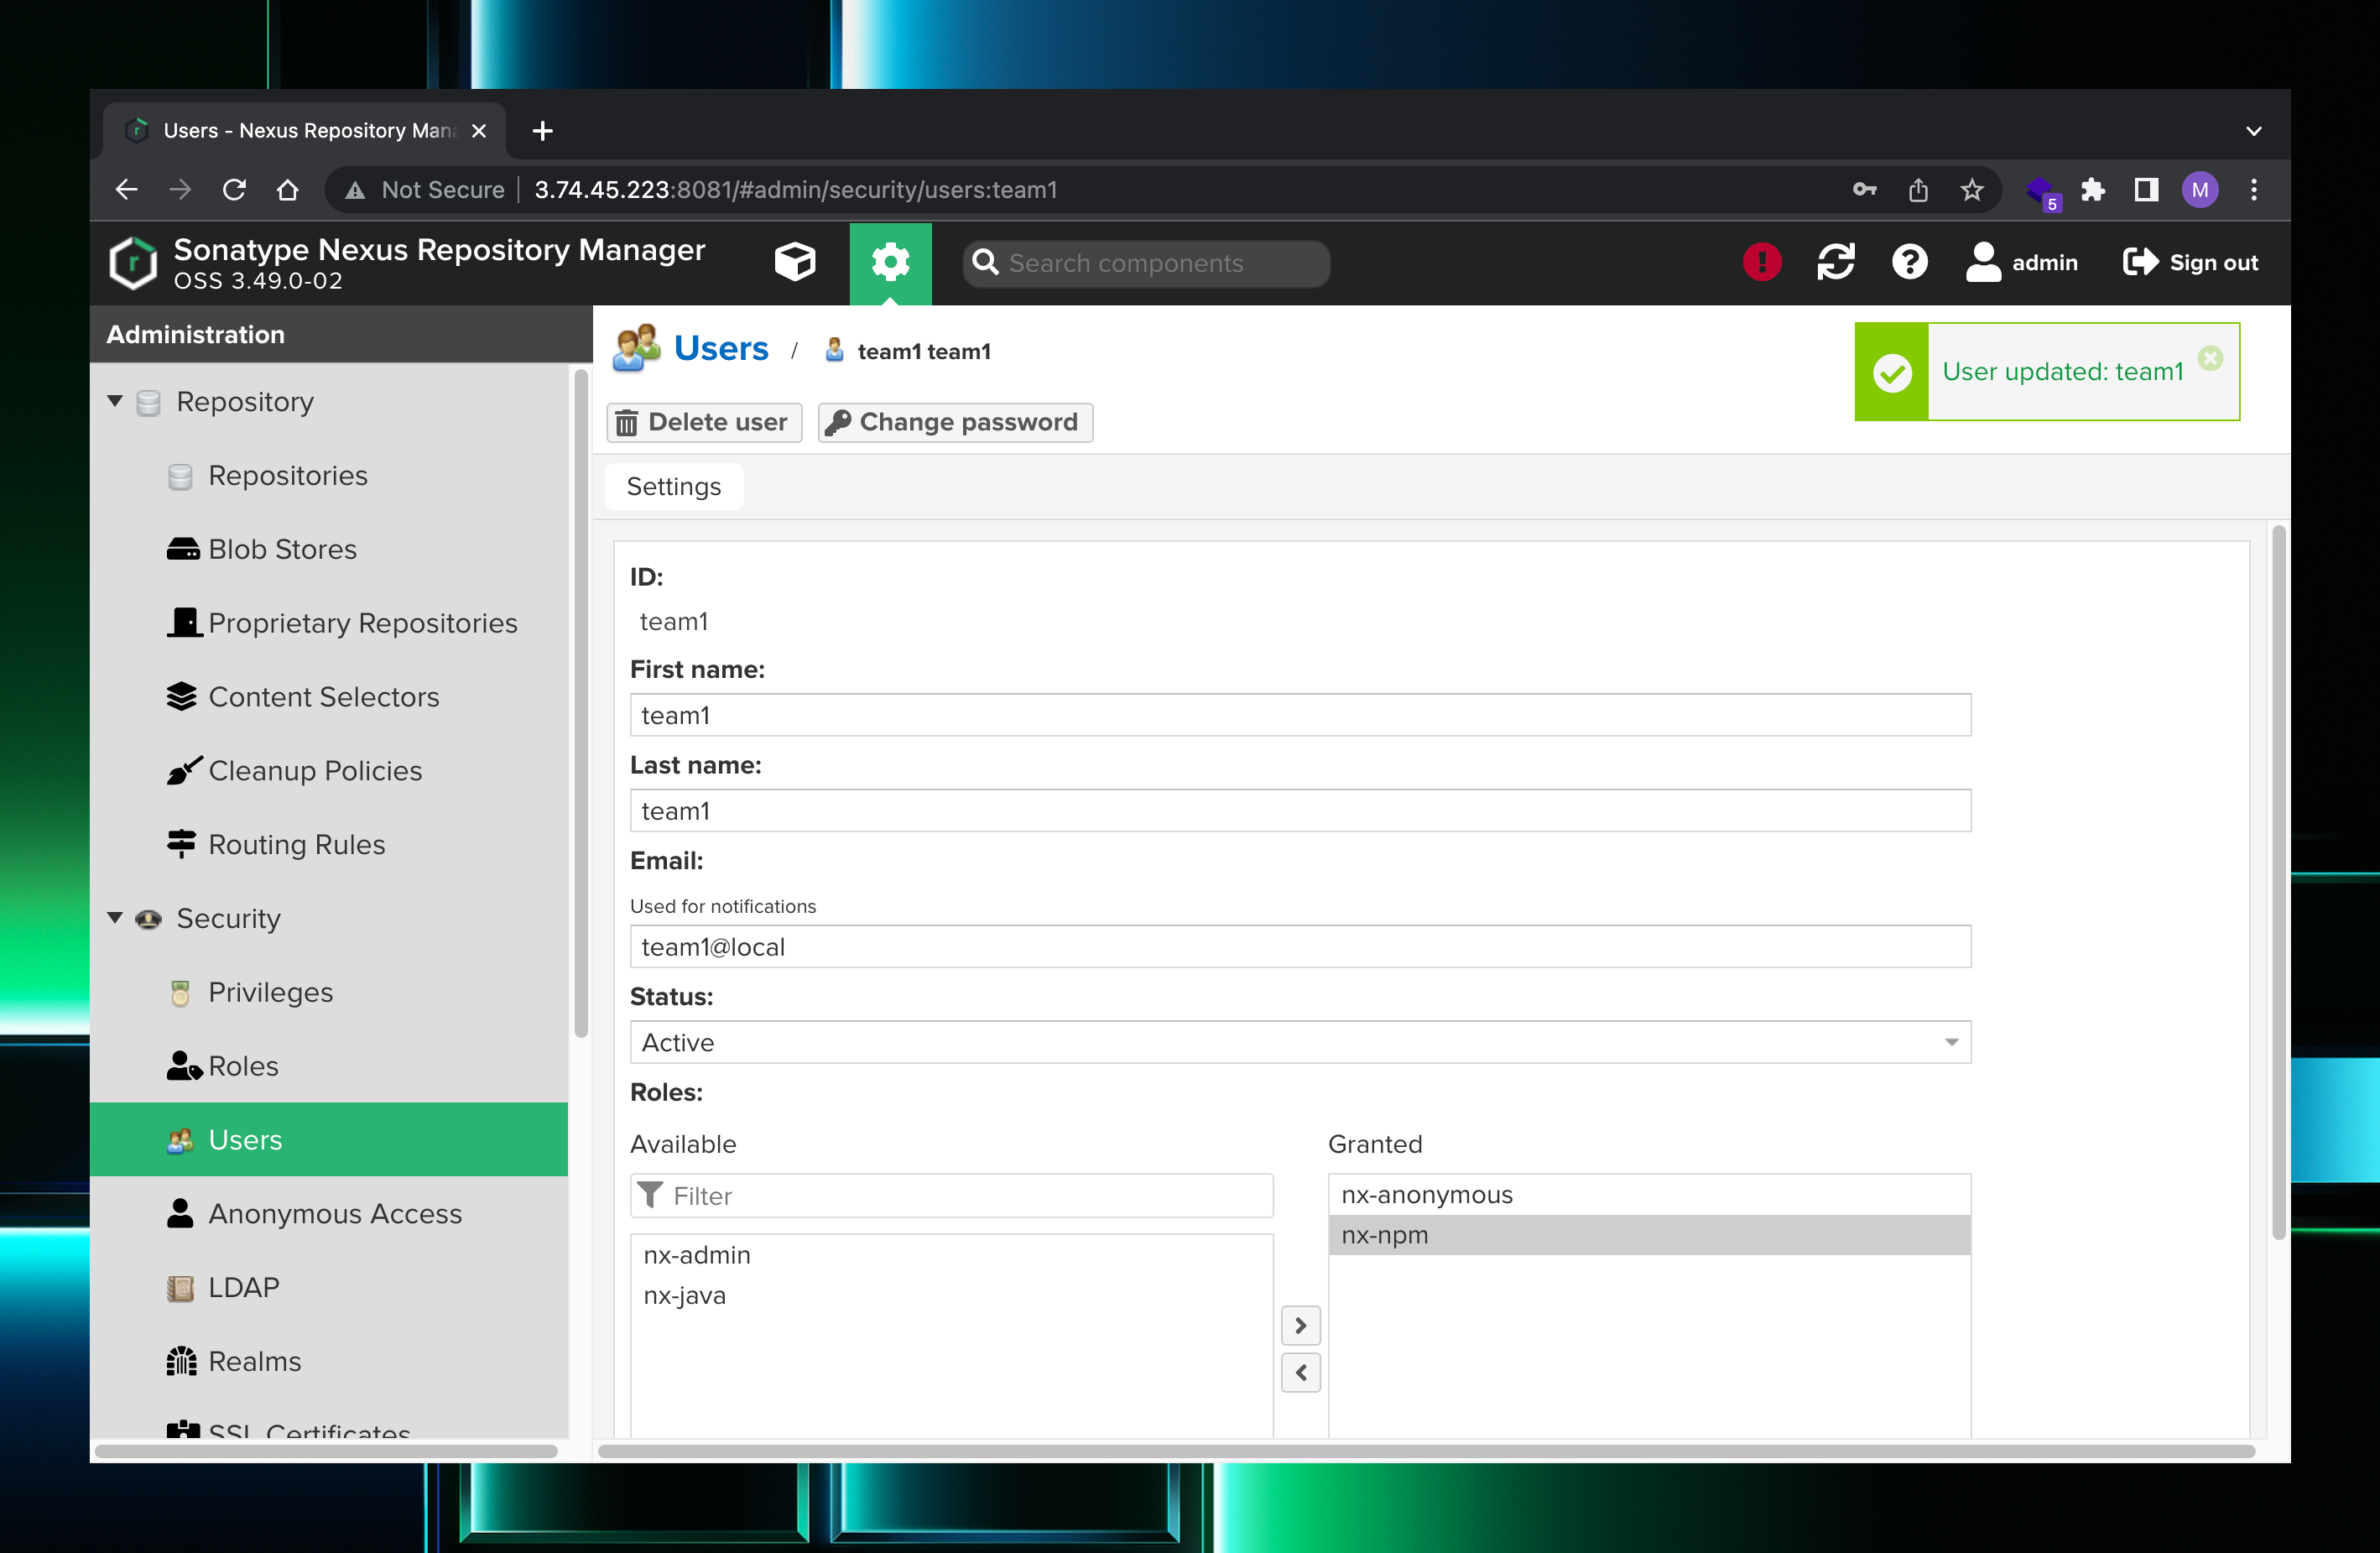 Users - Nexus Repository Mana
Not Secure 3.74.45.223:8081/#admin/security/users:team1
5
M
Sonatype Nexus Repository Manager
OSS 3.49.0-02
Search components
admin
Sign out
Administration
Repository
Repositories
Blob Stores
Proprietary Repositories
Content Selectors
Cleanup Policies
Routing Rules
Security
Privileges
Roles
Users
Anonymous Access
LDAP
Realms
SSL Certificates
Users / team1 team1
User updated: team1
Delete user
Change password
Settings
ID:
team1
First name:
team1
Last name:
team1
Email:
Used for notifications
team1@local
Status:
Active
Roles:
Available
Filter
nx-admin
nx-java
Granted
nx-anonymous
nx-npm